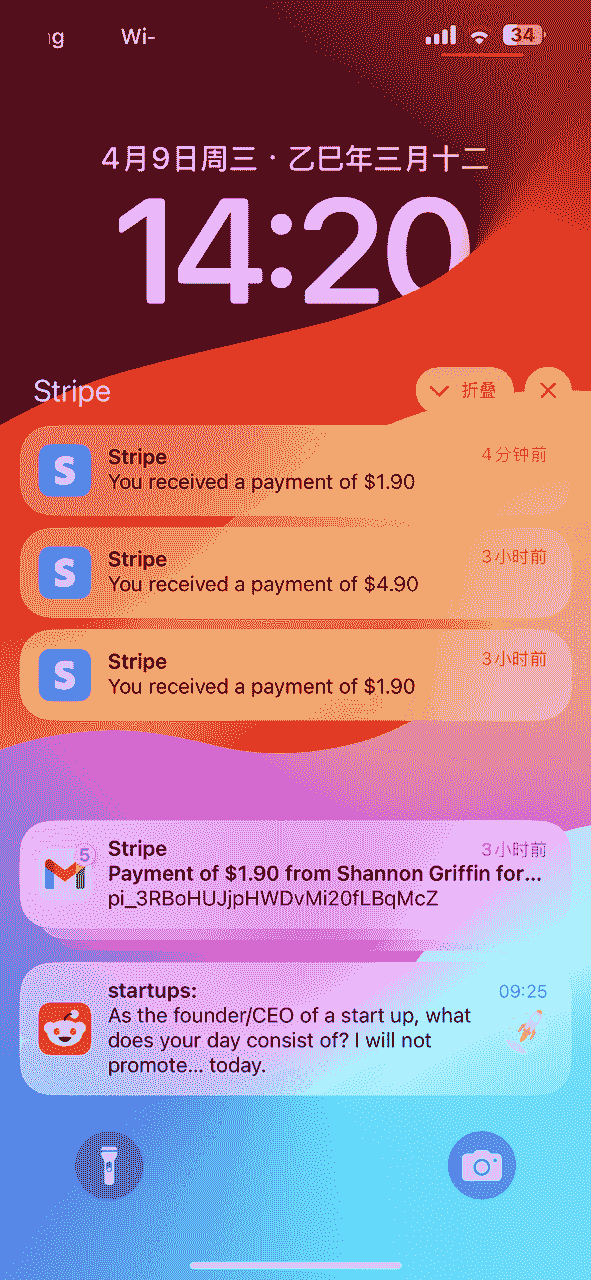 Wi-
34
4月9日周三 · 乙巳年三月十二
14:20
Stripe
折叠
Stripe
4分钟前
You received a payment of $1.90
Stripe
3小时前
You received a payment of $4.90
Stripe
3小时前
You received a payment of $1.90
5
Stripe
3小时前
Payment of $1.90 from Shannon Griffin for...
pi_3RBoHUJjpHWDvMi20fLBqMcZ
startups:
09:25
As the founder/CEO of a start up, what
does your day consist of? I will not
promote... today.